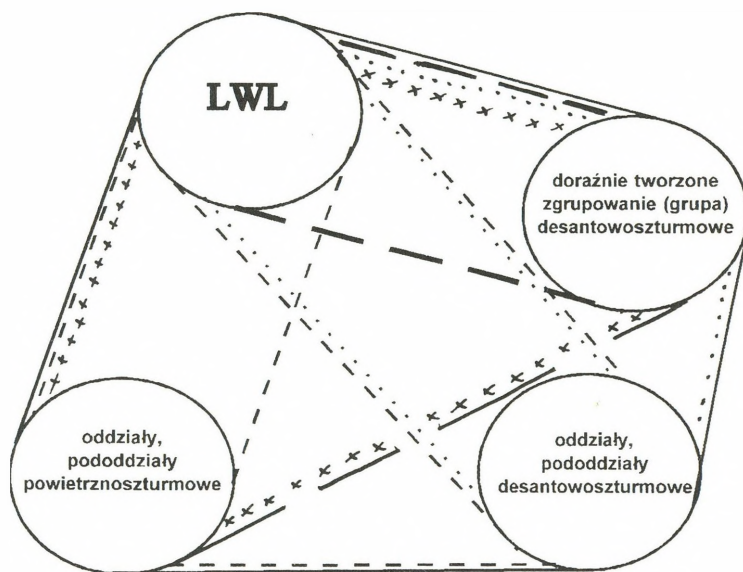 LWL
doraźnie tworzone
zgrupowanie (grupa)
desantowoszturmowe
oddziały,
pododdziały
powietrznoszturmowe
oddziały,
pododdziały
desantowoszturmowe